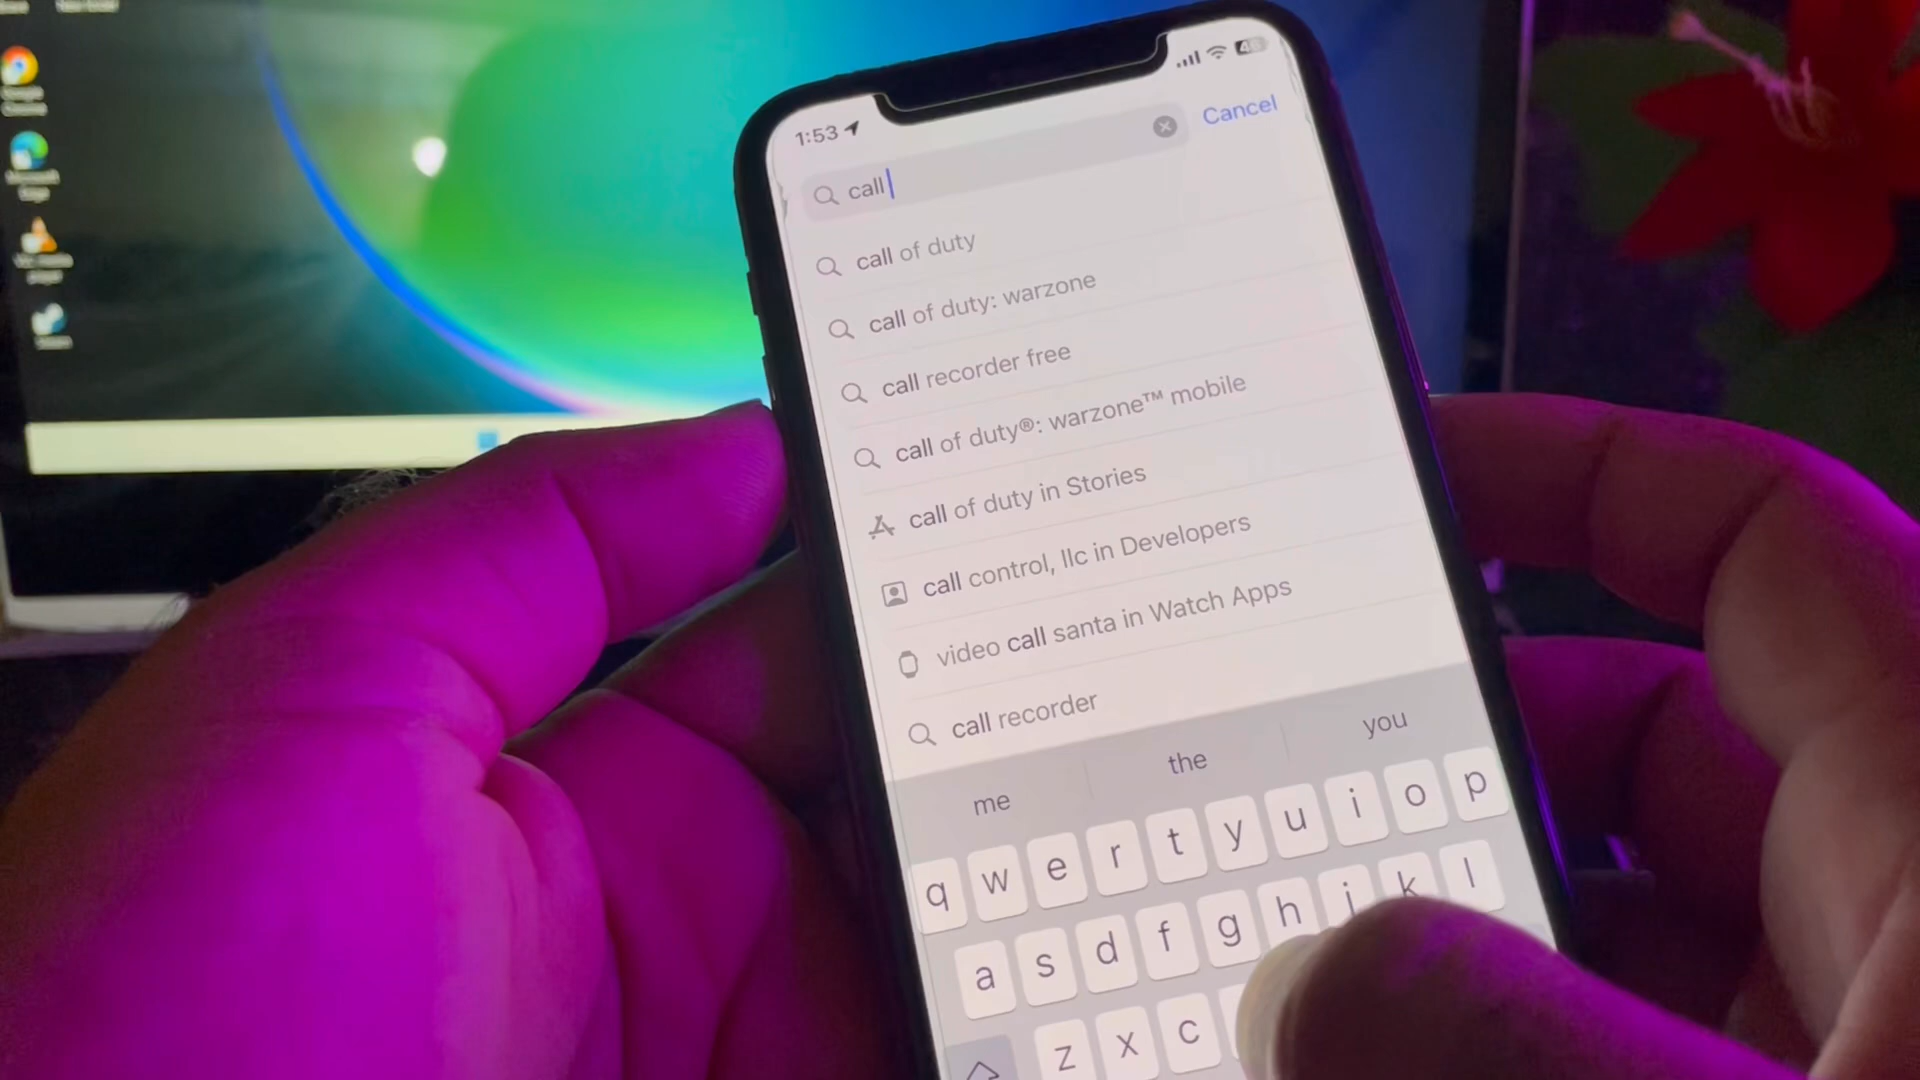 1:53
48
Cancel
call
call of duty
call of duty: warzone
call recorder free
call of duty®: warzone™ mobile
call of duty in Stories
call control, llc in Developers
video call santa in Watch Apps
call recorder
me the you
q w e r t y u i o p
a s d f g h j k l
z x c